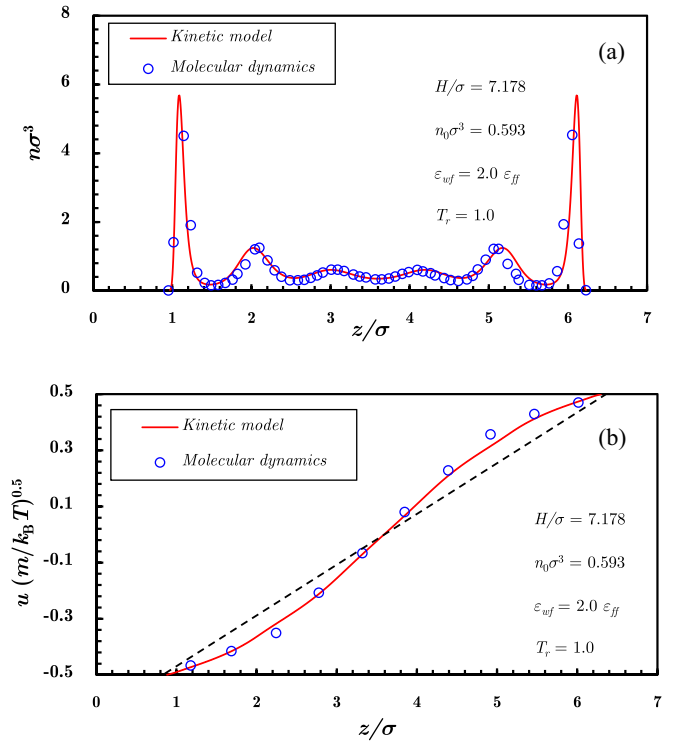 8
6
4
2
0
nσ³
Kinetic model
Molecular dynamics
(a)
H/σ = 7.178
n₀σ³ = 0.593
ε_wf = 2.0 ε_ff
T_r = 1.0
0 1 2 3 4 5 6 7
z/σ
0.5
0.3
0.1
-0.1
-0.3
-0.5
u (m/k_B T)^0.5
Kinetic model
Molecular dynamics
(b)
H/σ = 7.178
n₀σ³ = 0.593
ε_wf = 2.0 ε_ff
T_r = 1.0
0 1 2 3 4 5 6 7
z/σ